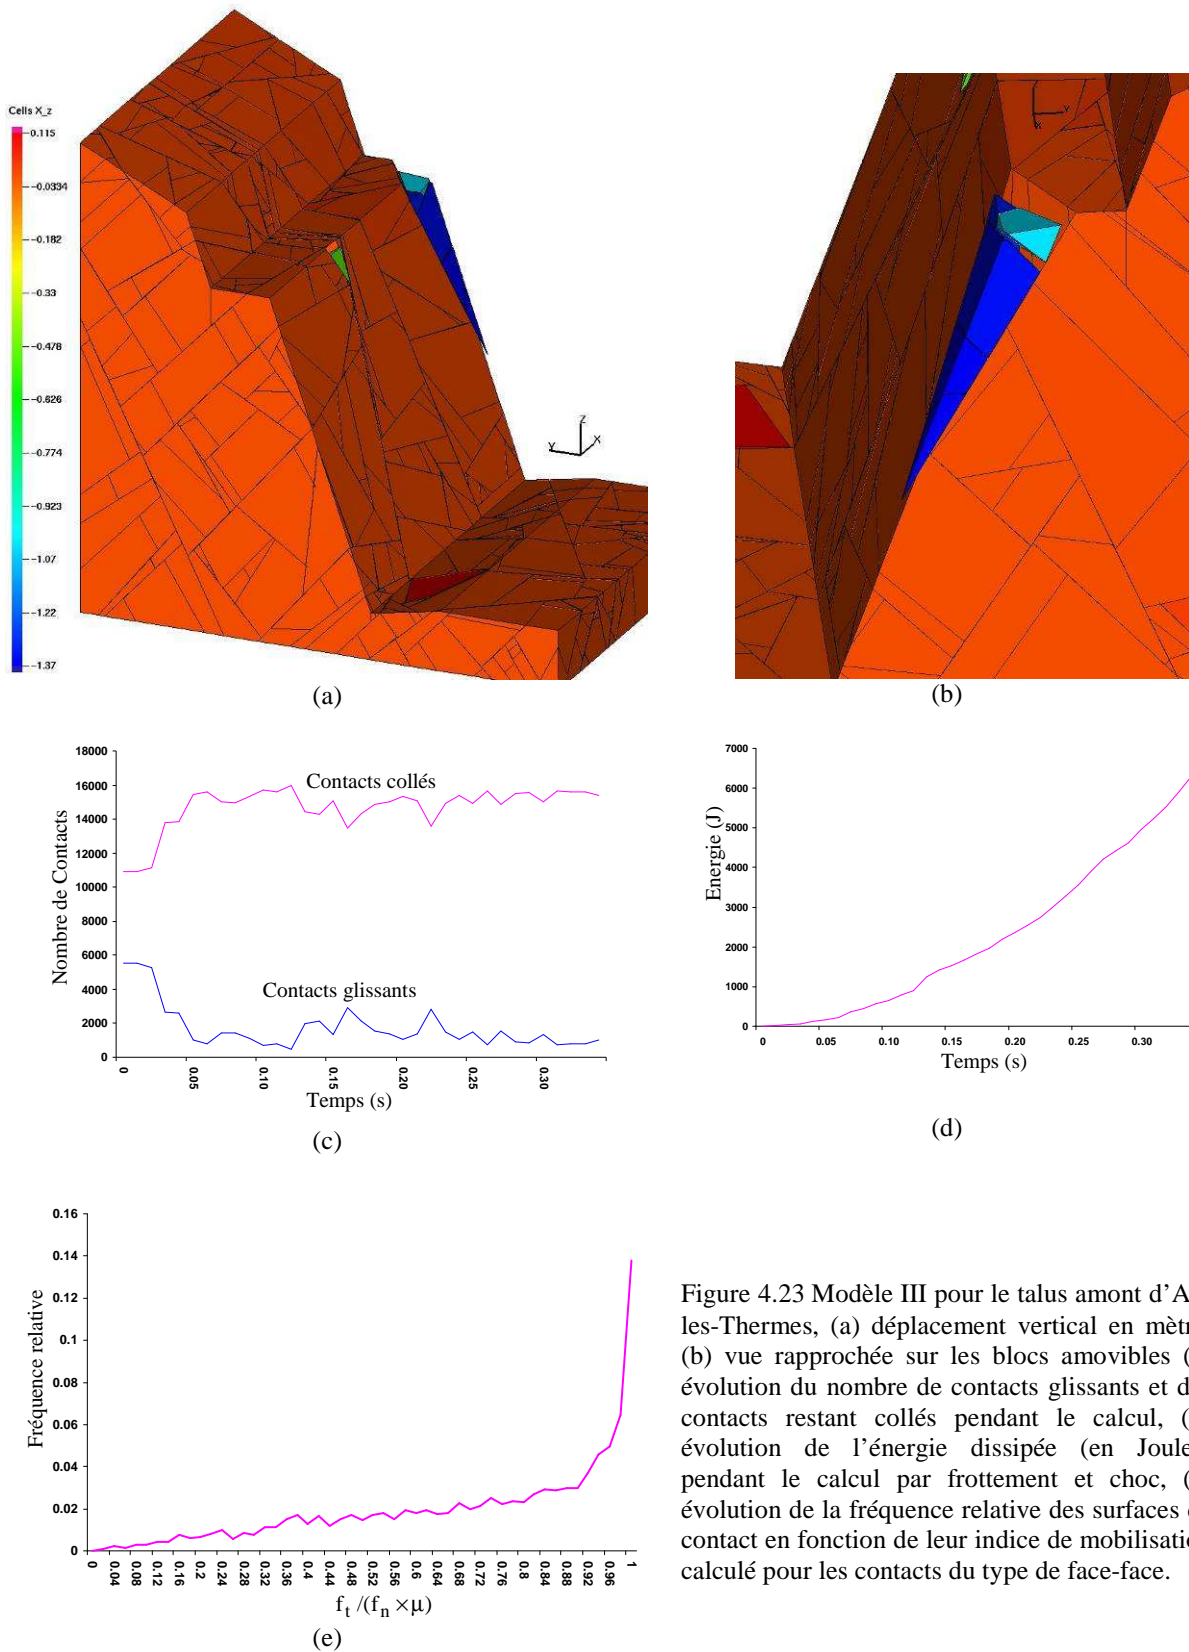 Cells X_z
0.115
-0.0334
-0.182
-0.33
-0.478
-0.626
-0.774
-0.923
-1.07
-1.22
-1.37
Z
Y
X
(a)
Y
X
(b)
18000
16000
14000
12000
10000
8000
6000
4000
2000
0
Nombre de Contacts
Contacts collés
Contacts glissants
0
0.05
0.10
0.15
0.20
0.25
0.30
Temps (s)
(c)
7000
6000
5000
4000
3000
2000
1000
0
Energie (J)
0
0.05
0.10
0.15
0.20
0.25
0.30
Temps (s)
(d)
0.16
0.14
0.12
0.1
0.08
0.06
0.04
0.02
0
Fréquence relative
0
0.04
0.08
0.12
0.16
0.2
0.24
0.28
0.32
0.36
0.4
0.44
0.48
0.52
0.56
0.6
0.64
0.68
0.72
0.76
0.8
0.84
0.88
0.92
0.96
1
f_t /(f_n ×μ)
(e)
Figure 4.23 Modèle III pour le talus amont d’A
les-Thermes, (a) déplacement vertical en mètr
(b) vue rapprochée sur les blocs amovibles (
évolution du nombre de contacts glissants et d
contacts restant collés pendant le calcul, (
évolution de l’énergie dissipée (en Joule
pendant le calcul par frottement et choc, (
évolution de la fréquence relative des surfaces
contact en fonction de leur indice de mobilisatio
calculé pour les contacts du type de face-face.